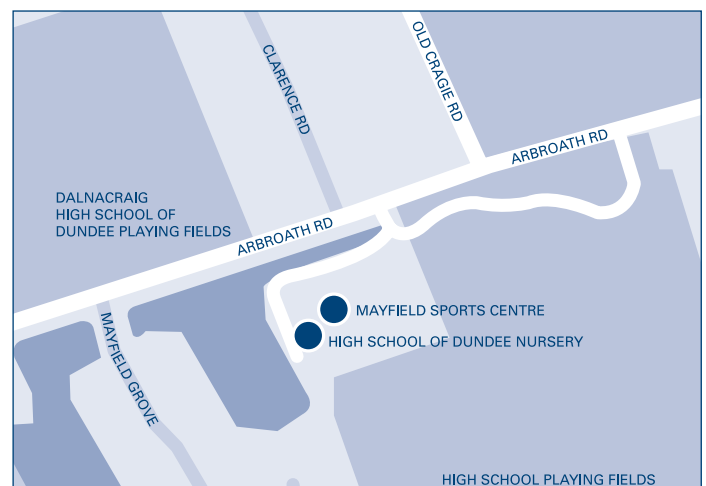 CLARENCE RD
OLD CRAGIE RD
ARBROATH RD
DALNACRAIG
HIGH SCHOOL OF
DUNDEE PLAYING FIELDS
ARBROATH RD
MAYFIELD SPORTS CENTRE
HIGH SCHOOL OF DUNDEE NURSERY
MAYFIELD GROVE
HIGH SCHOOL PLAYING FIELDS